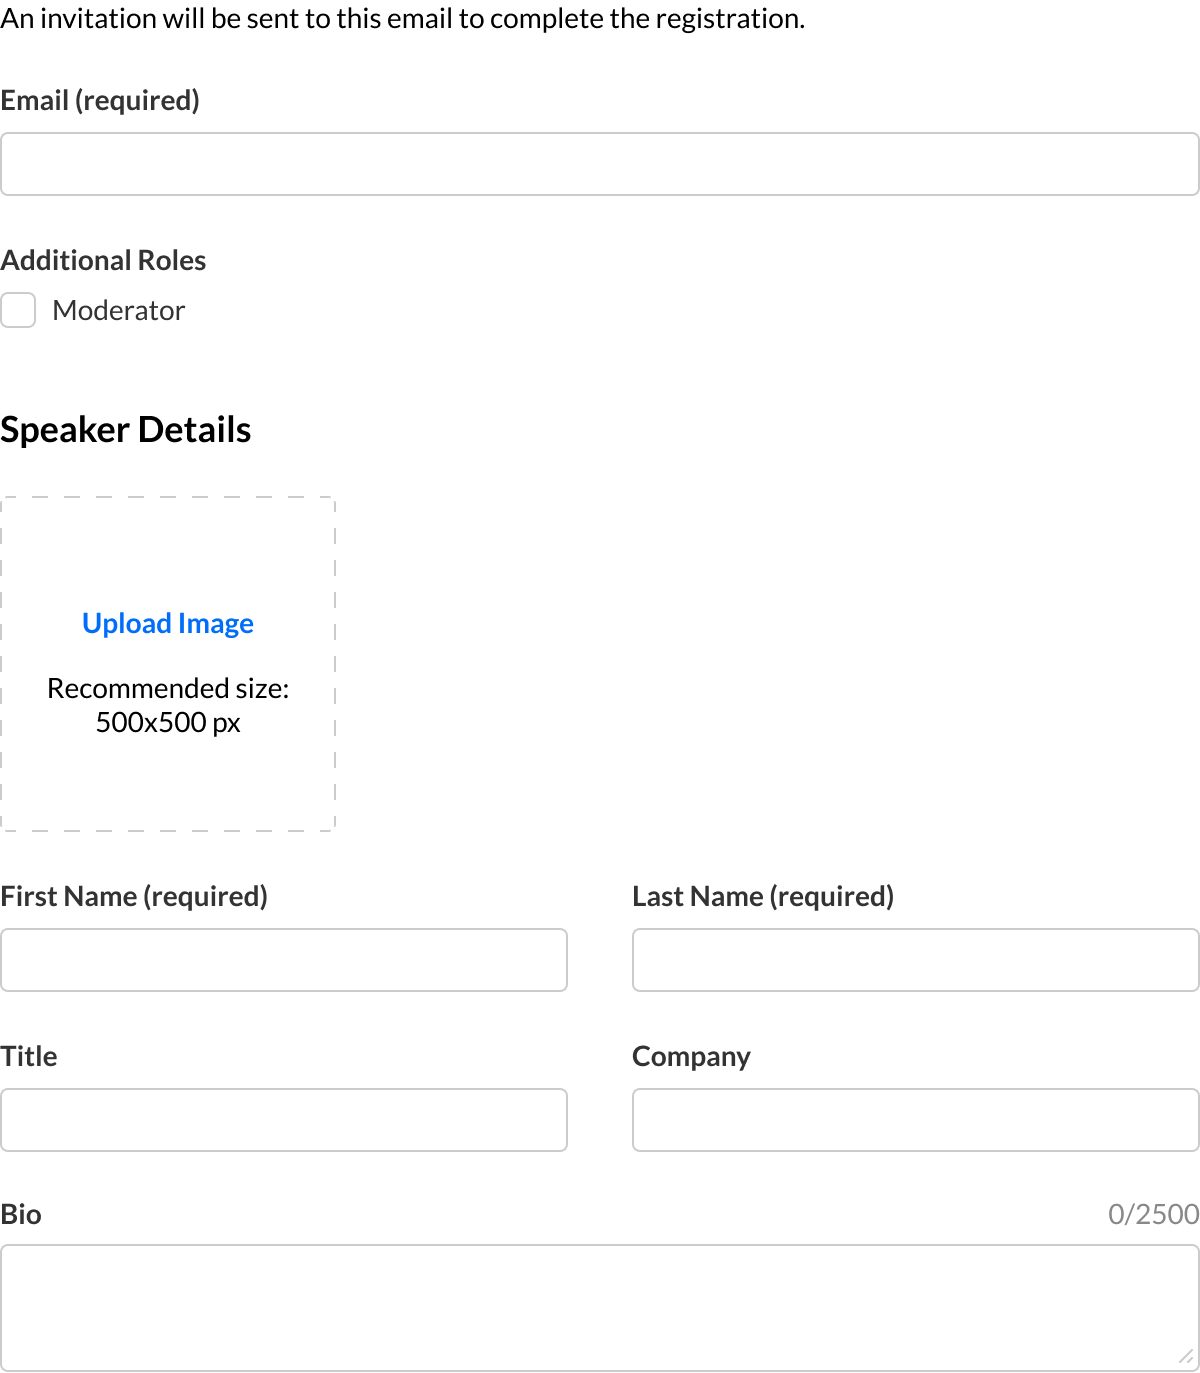 An invitation will be sent to this email to complete the registration.
Email (required)
Additional Roles
Moderator
Speaker Details
Upload Image
Recommended size:
500x500 px
First Name (required)
Last Name (required)
Title
Company
Bio
0/2500